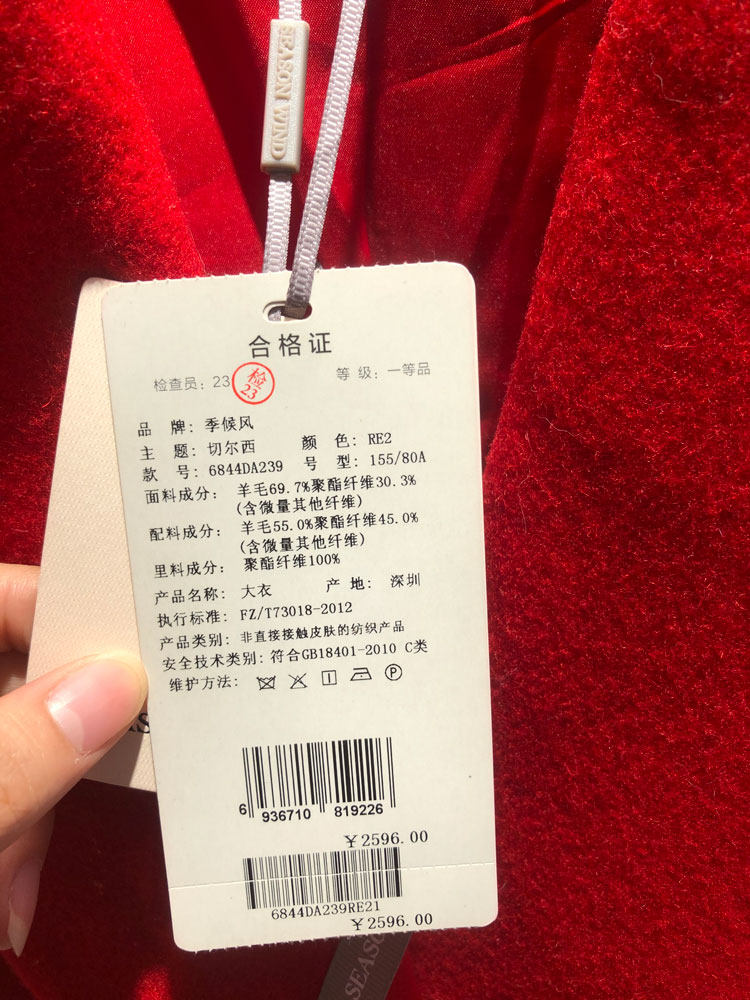 SEASON WIND
合格证
检查员: 23 检23 等 级: 一等品
品 牌: 季候风
主 题: 切尔西 颜 色: RE2
款 号: 6844DA239 号 型: 155/80A
面料成分: 羊毛69.7%聚酯纤维30.3%
(含微量其他纤维)
配料成分: 羊毛55.0%聚酯纤维45.0%
(含微量其他纤维)
里料成分: 聚酯纤维100%
产品名称: 大衣 产 地: 深圳
执行标准: FZ/T73018-2012
产品类别: 非直接接触皮肤的纺织产品
安全技术类别: 符合GB18401-2010 C类
维护方法: P
6 936710 819226
¥2596.00
6844DA239RE21
¥2596.00
SEASO